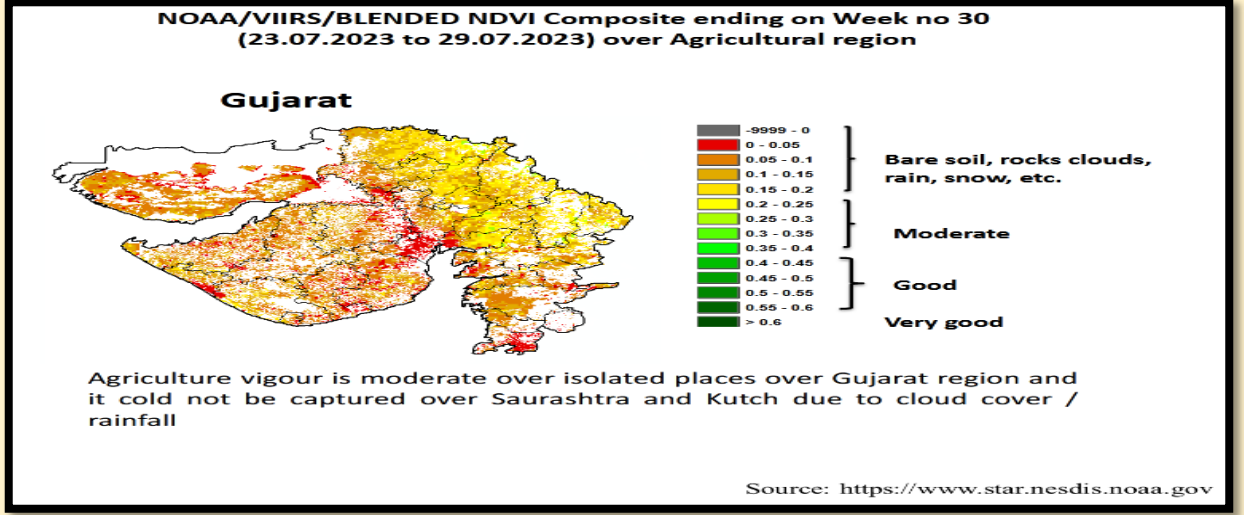 NOAA/VIIRS/BLENDED NDVI Composite ending on Week no 30
(23.07.2023 to 29.07.2023) over Agricultural region
Gujarat
-9999 - 0
0 - 0.05
0.05 - 0.1
0.1 - 0.15
0.15 - 0.2
0.2 - 0.25
0.25 - 0.3
0.3 - 0.35
0.35 - 0.4
0.4 - 0.45
0.45 - 0.5
0.5 - 0.55
0.55 - 0.6
> 0.6
Bare soil, rocks clouds,
rain, snow, etc.
Moderate
Good
Very good
Agriculture vigour is moderate over isolated places over Gujarat region and
it cold not be captured over Saurashtra and Kutch due to cloud cover /
rainfall
Source: https://www.star.nesdis.noaa.gov